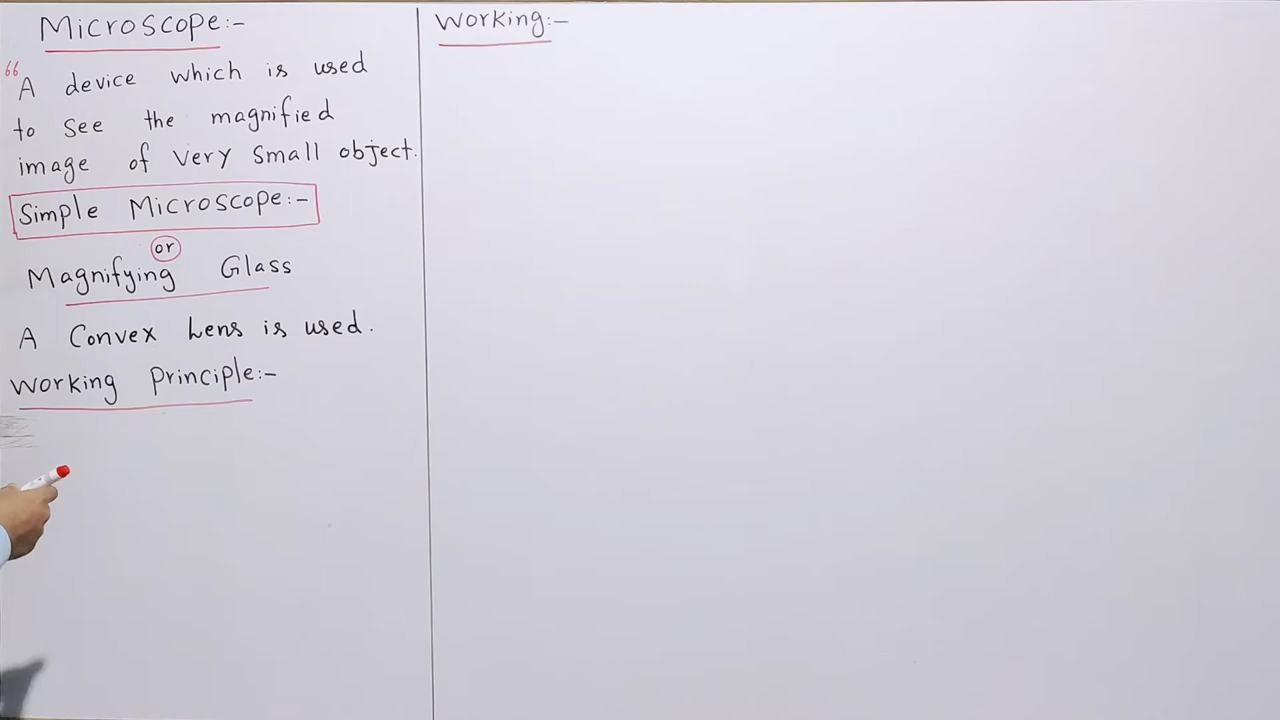 Microscope:-
“ A device which is used
to see the magnified
image of very small object.
Simple Microscope:-
or
Magnifying Glass
A Convex Lens is used.
Working principle:-
Working:-